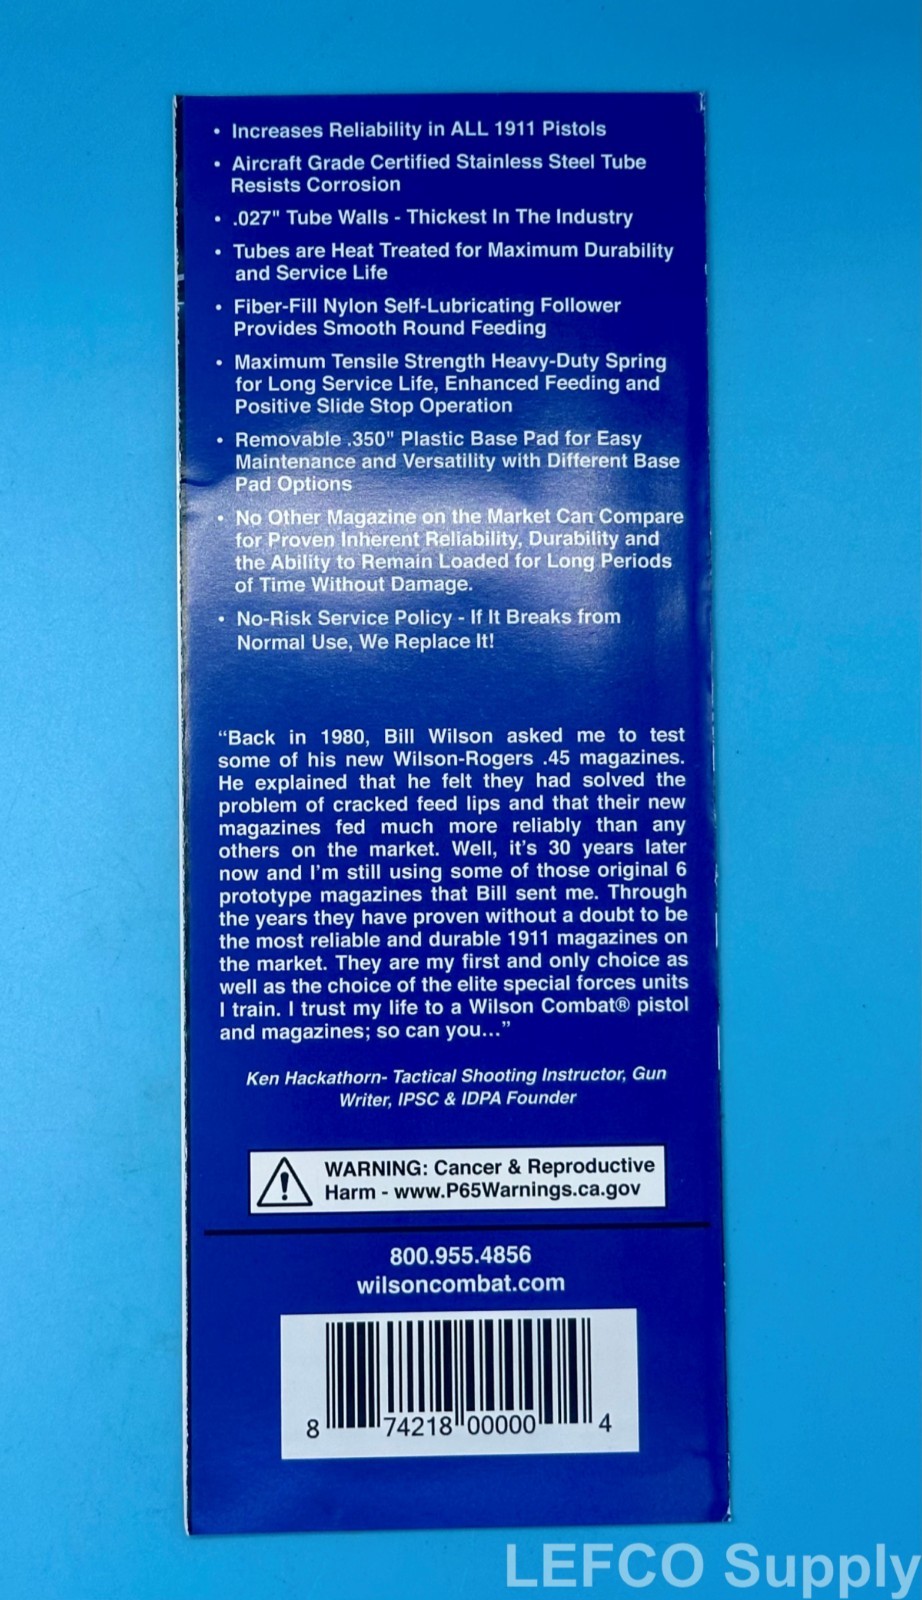 • Increases Reliability in ALL 1911 Pistols
• Aircraft Grade Certified Stainless Steel Tube
Resists Corrosion
• .027" Tube Walls - Thickest In The Industry
• Tubes are Heat Treated for Maximum Durability
and Service Life
• Fiber-Fill Nylon Self-Lubricating Follower
Provides Smooth Round Feeding
• Maximum Tensile Strength Heavy-Duty Spring
for Long Service Life, Enhanced Feeding and
Positive Slide Stop Operation
• Removable .350" Plastic Base Pad for Easy
Maintenance and Versatility with Different Base
Pad Options
• No Other Magazine on the Market Can Compare
for Proven Inherent Reliability, Durability and
the Ability to Remain Loaded for Long Periods
of Time Without Damage.
• No-Risk Service Policy - If It Breaks from
Normal Use, We Replace It!
“Back in 1980, Bill Wilson asked me to test
some of his new Wilson-Rogers .45 magazines.
He explained that he felt they had solved the
problem of cracked feed lips and that their new
magazines fed much more reliably than any
others on the market. Well, it's 30 years later
now and I'm still using some of those original 6
prototype magazines that Bill sent me. Through
the years they have proven without a doubt to be
the most reliable and durable 1911 magazines on
the market. They are my first and only choice as
well as the choice of the elite special forces units
I train. I trust my life to a Wilson Combat® pistol
and magazines; so can you...”
Ken Hackathorn- Tactical Shooting Instructor, Gun
Writer, IPSC & IDPA Founder
WARNING: Cancer & Reproductive
Harm - www.P65Warnings.ca.gov
800.955.4856
wilsoncombat.com
8 74218 00000 4
LEFCO Supply